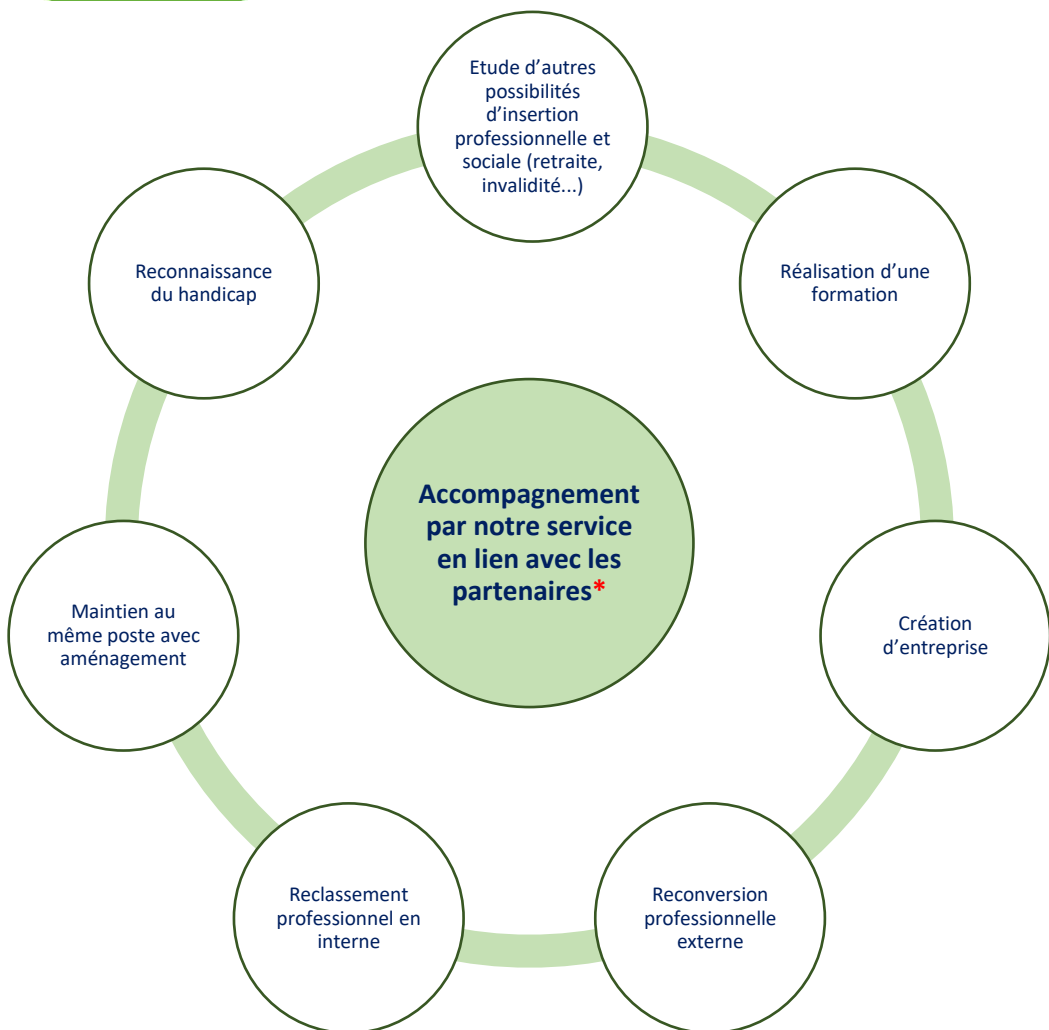 Etude d’autres
possibilités
d’insertion
professionnelle et
sociale (retraite,
invalidité...)
Réalisation d’une
formation
Création
d’entreprise
Reconversion
professionnelle
externe
Reclassement
professionnel en
interne
Maintien au
même poste avec
aménagement
Reconnaissance
du handicap
Accompagnement
par notre service
en lien avec les
partenaires*